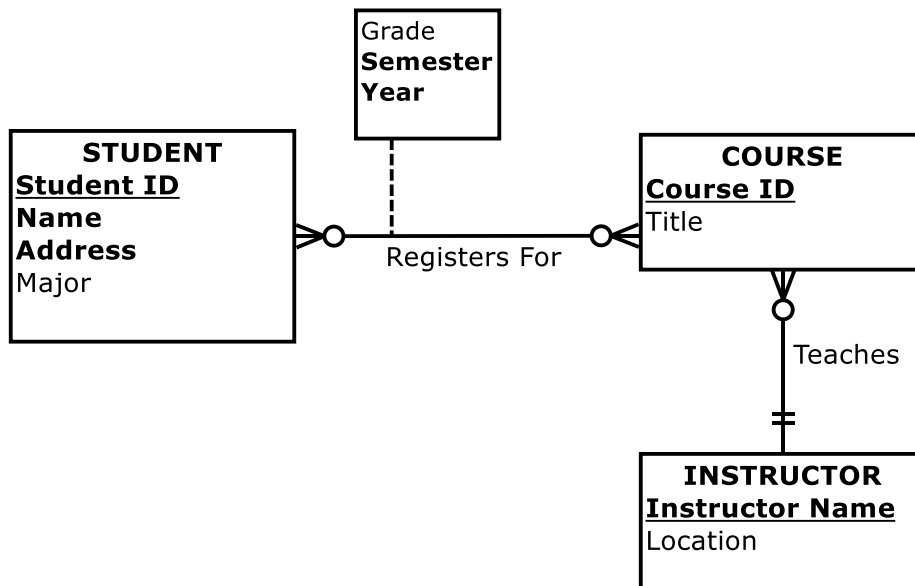 Grade
Semester
Year
STUDENT
Student ID
Name
Address
Major
Registers For
COURSE
Course ID
Title
Teaches
INSTRUCTOR
Instructor Name
Location